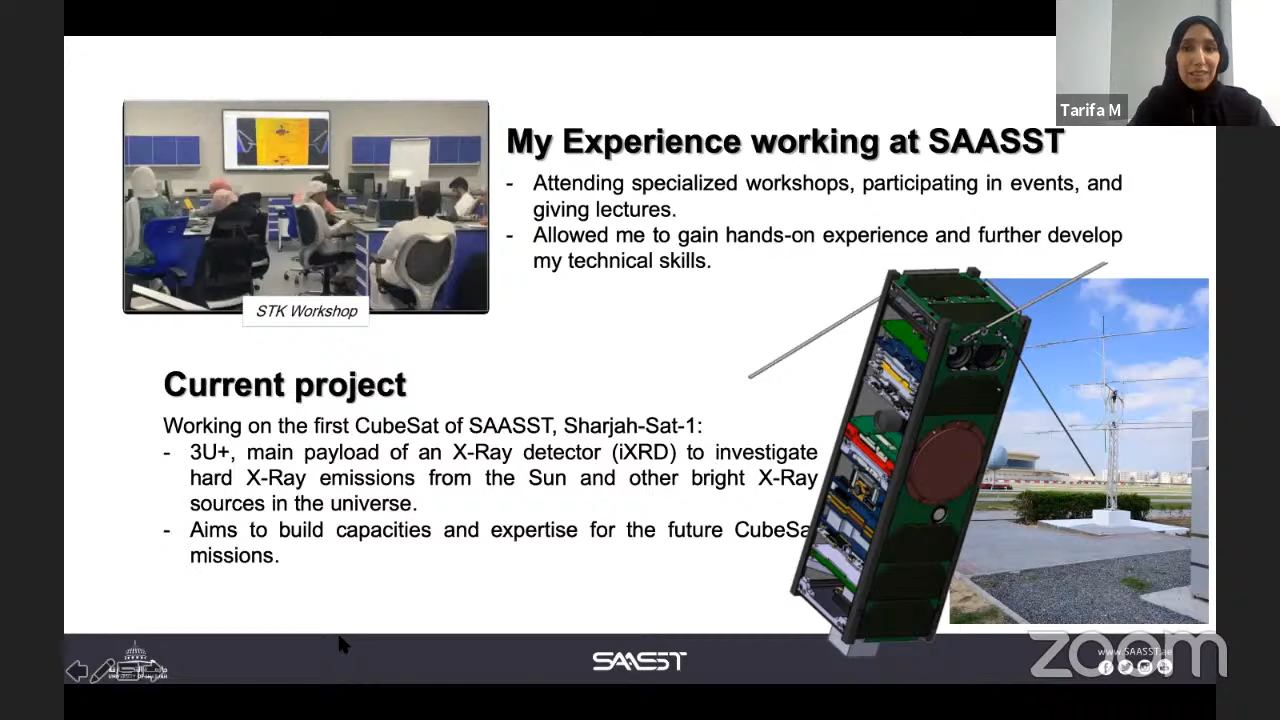 Tarifa M
My Experience working at SAASST
- Attending specialized workshops, participating in events, and
giving lectures.
- Allowed me to gain hands-on experience and further develop
my technical skills.
STK Workshop
Current project
Working on the first CubeSat of SAASST, Sharjah-Sat-1:
- 3U+, main payload of an X-Ray detector (iXRD) to investigate
hard X-Ray emissions from the Sun and other bright X-Ray
sources in the universe.
- Aims to build capacities and expertise for the future CubeSa
missions.
SAASST
www.SAASST.ae
zoom